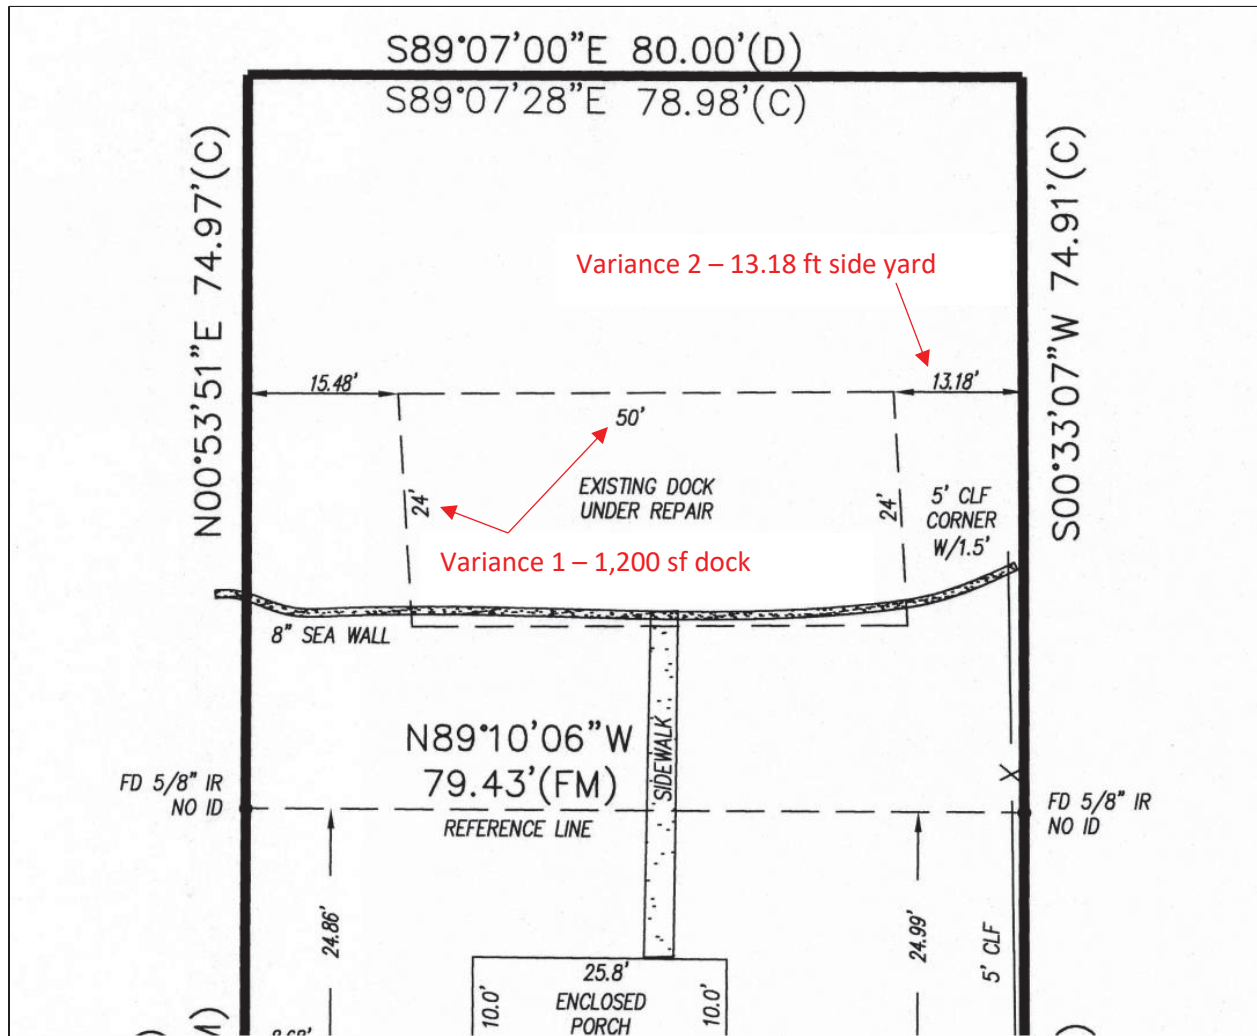 S89°07'00"E 80.00'(D)
S89°07'28"E 78.98'(C)
N00°53'51"E 74.97'(C)
S00°33'07"W 74.91'(C)
Variance 2 – 13.18 ft side yard
15.48'
13.18'
50'
24'
EXISTING DOCK
UNDER REPAIR
24'
5' CLF
CORNER
W/1.5'
Variance 1 – 1,200 sf dock
8" SEA WALL
SIDEWALK
N89°10'06"W
79.43'(FM)
REFERENCE LINE
FD 5/8" IR
NO ID
X
FD 5/8" IR
NO ID
24.86'
24.99'
5' CLF
25.8'
10.0'
ENCLOSED
PORCH
10.0'